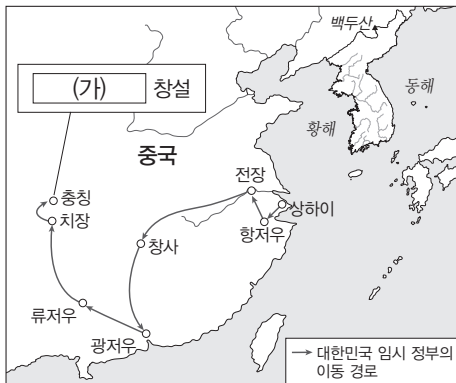 백두산
(가) 창설
동해
황해
중국
전장
충칭
상하이
치장
항저우
창사
류저우
광저우
→ 대한민국 임시 정부의
이동 경로